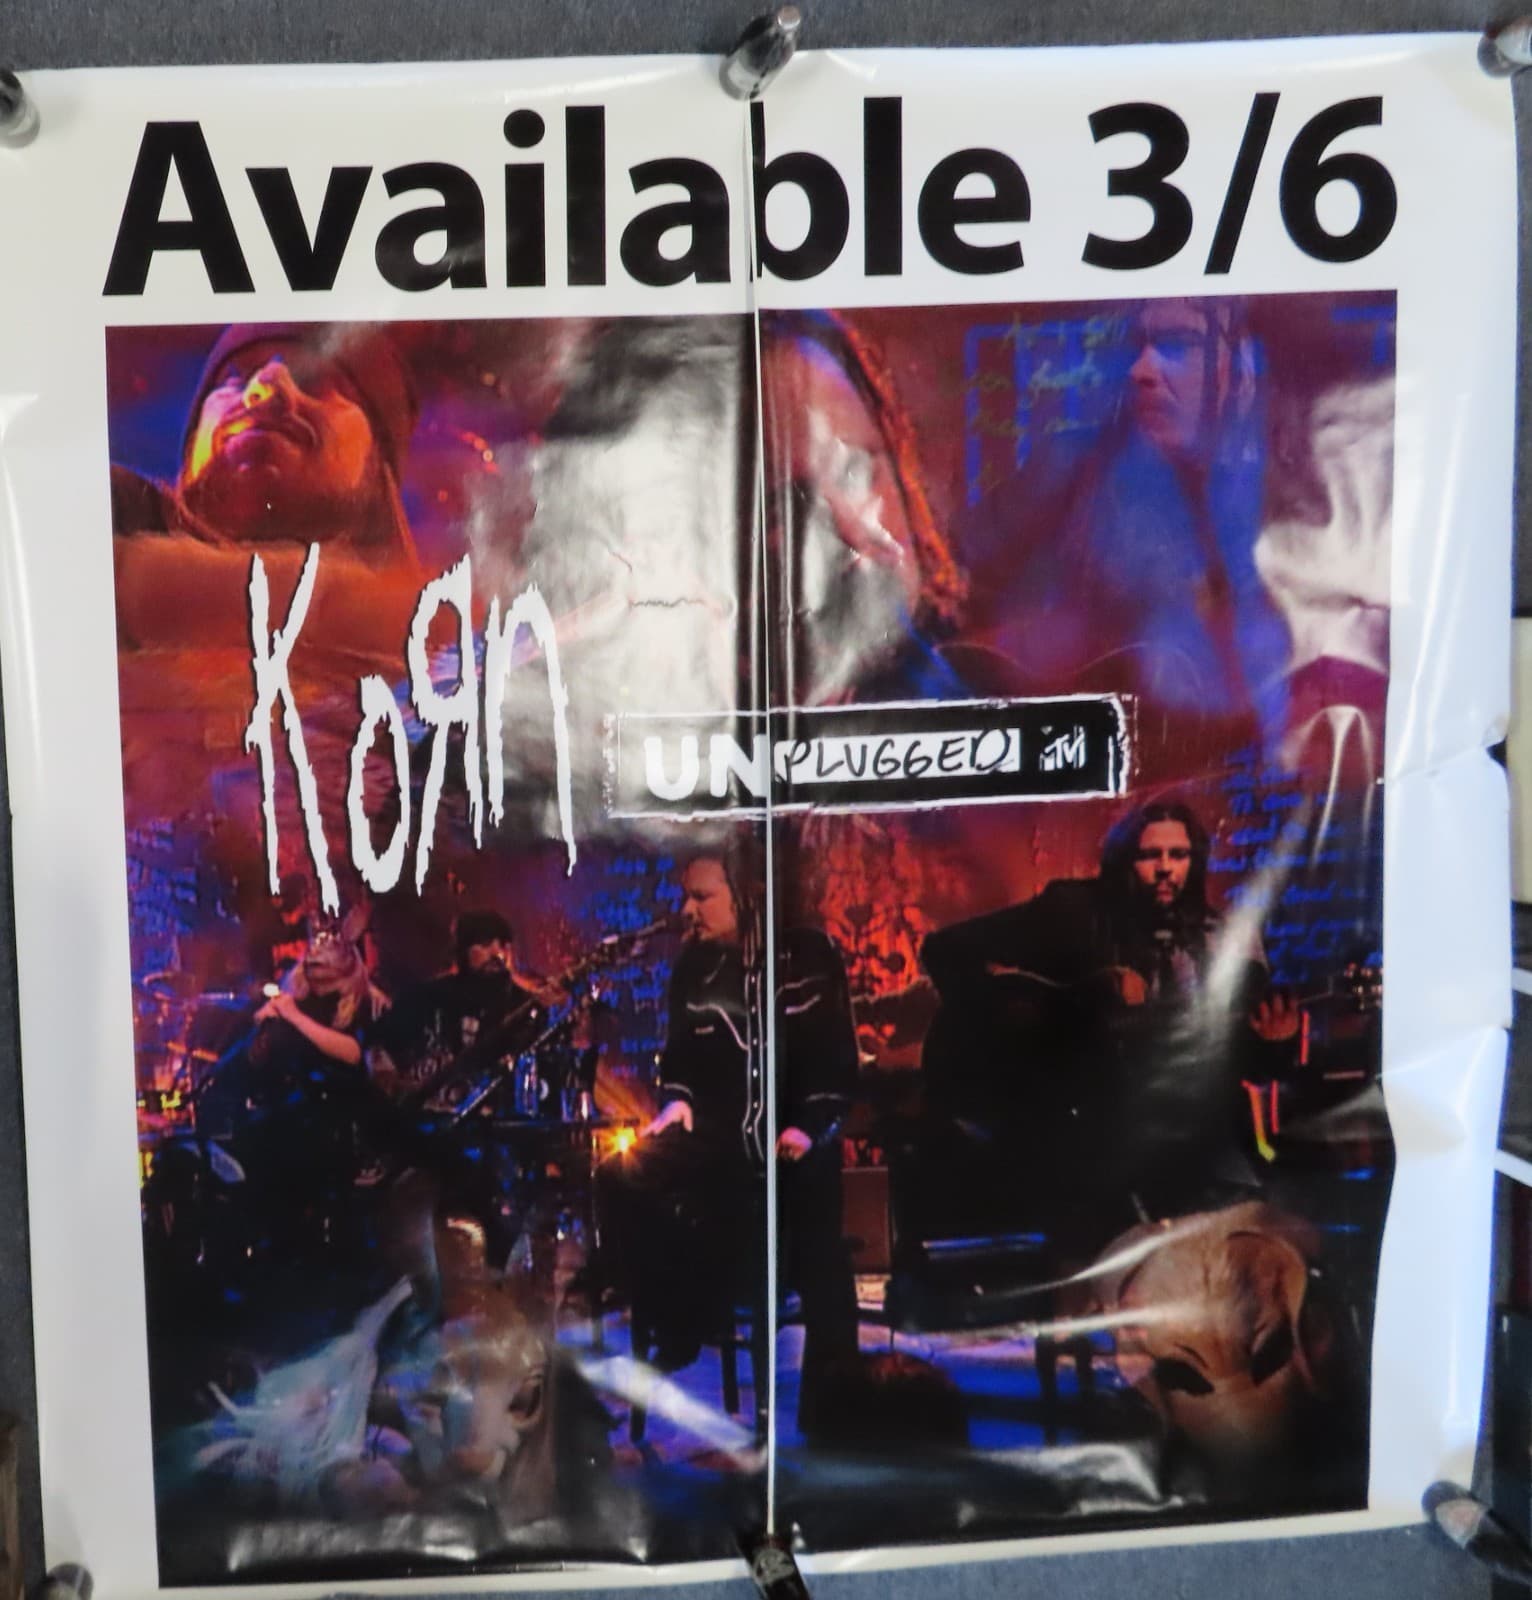 Available 3/6
KoRn
UNPLUGGED MTV